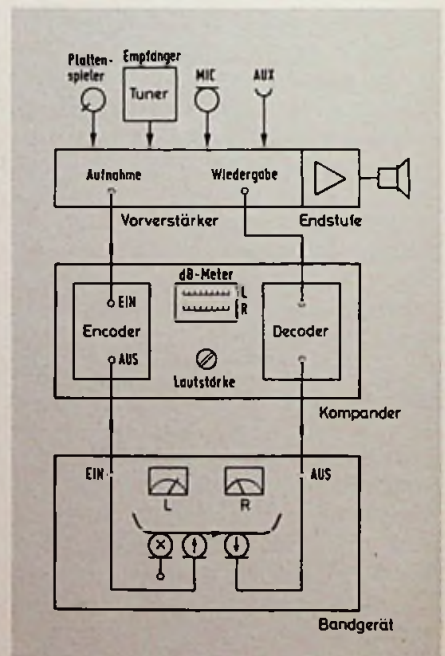 Platten-
spieler
Empfänger
Tuner
MIC
AUX
Aufnahme
Wiedergabe
Vorverstärker
Endstufe
dB-Meter
L
R
EIN
Encoder
AUS
Lautstörke
Decoder
Kompander
EIN
L
R
AUS
Bandgerät